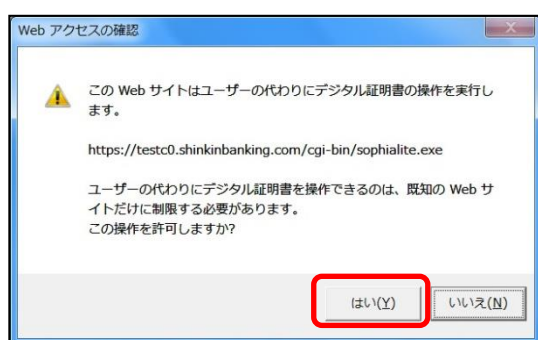 Web アクセスの確認
この Web サイトはユーザーの代わりにデジタル証明書の操作を実行し
ます。
https://testc0.shinkinbanking.com/cgi-bin/sophialite.exe
ユーザーの代わりにデジタル証明書を操作できるのは、既知の Web サ
イトだけに制限する必要があります。
この操作を許可しますか?
はい(Y) いいえ(N)